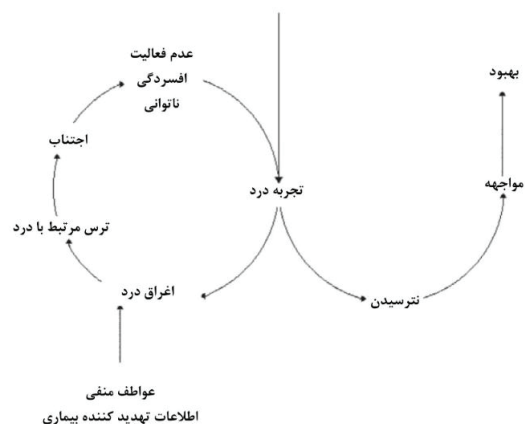 عدم فعالیت
افسردگی
ناتوانی
بهبود
اجتناب
مواجهه
تجربه درد
ترس مرتبط با درد
اغراق درد
نترسیدن
عواطف منفی
اطلاعات تهدید کننده بیماری